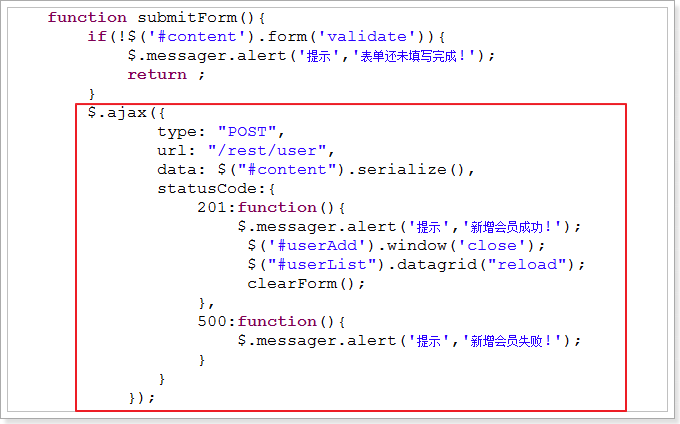 function submitForm(){
if(!$('#content').form('validate')){
$.messager.alert('提示','表单还未填写完成!');
return ;
}
$.ajax({
type: "POST",
url: "/rest/user",
data: $("#content").serialize(),
statusCode:{
201:function(){
$.messager.alert('提示','新增会员成功!');
$('#userAdd').window('close');
$("#userList").datagrid("reload");
clearForm();
},
500:function(){
$.messager.alert('提示','新增会员失败!');
}
}
});